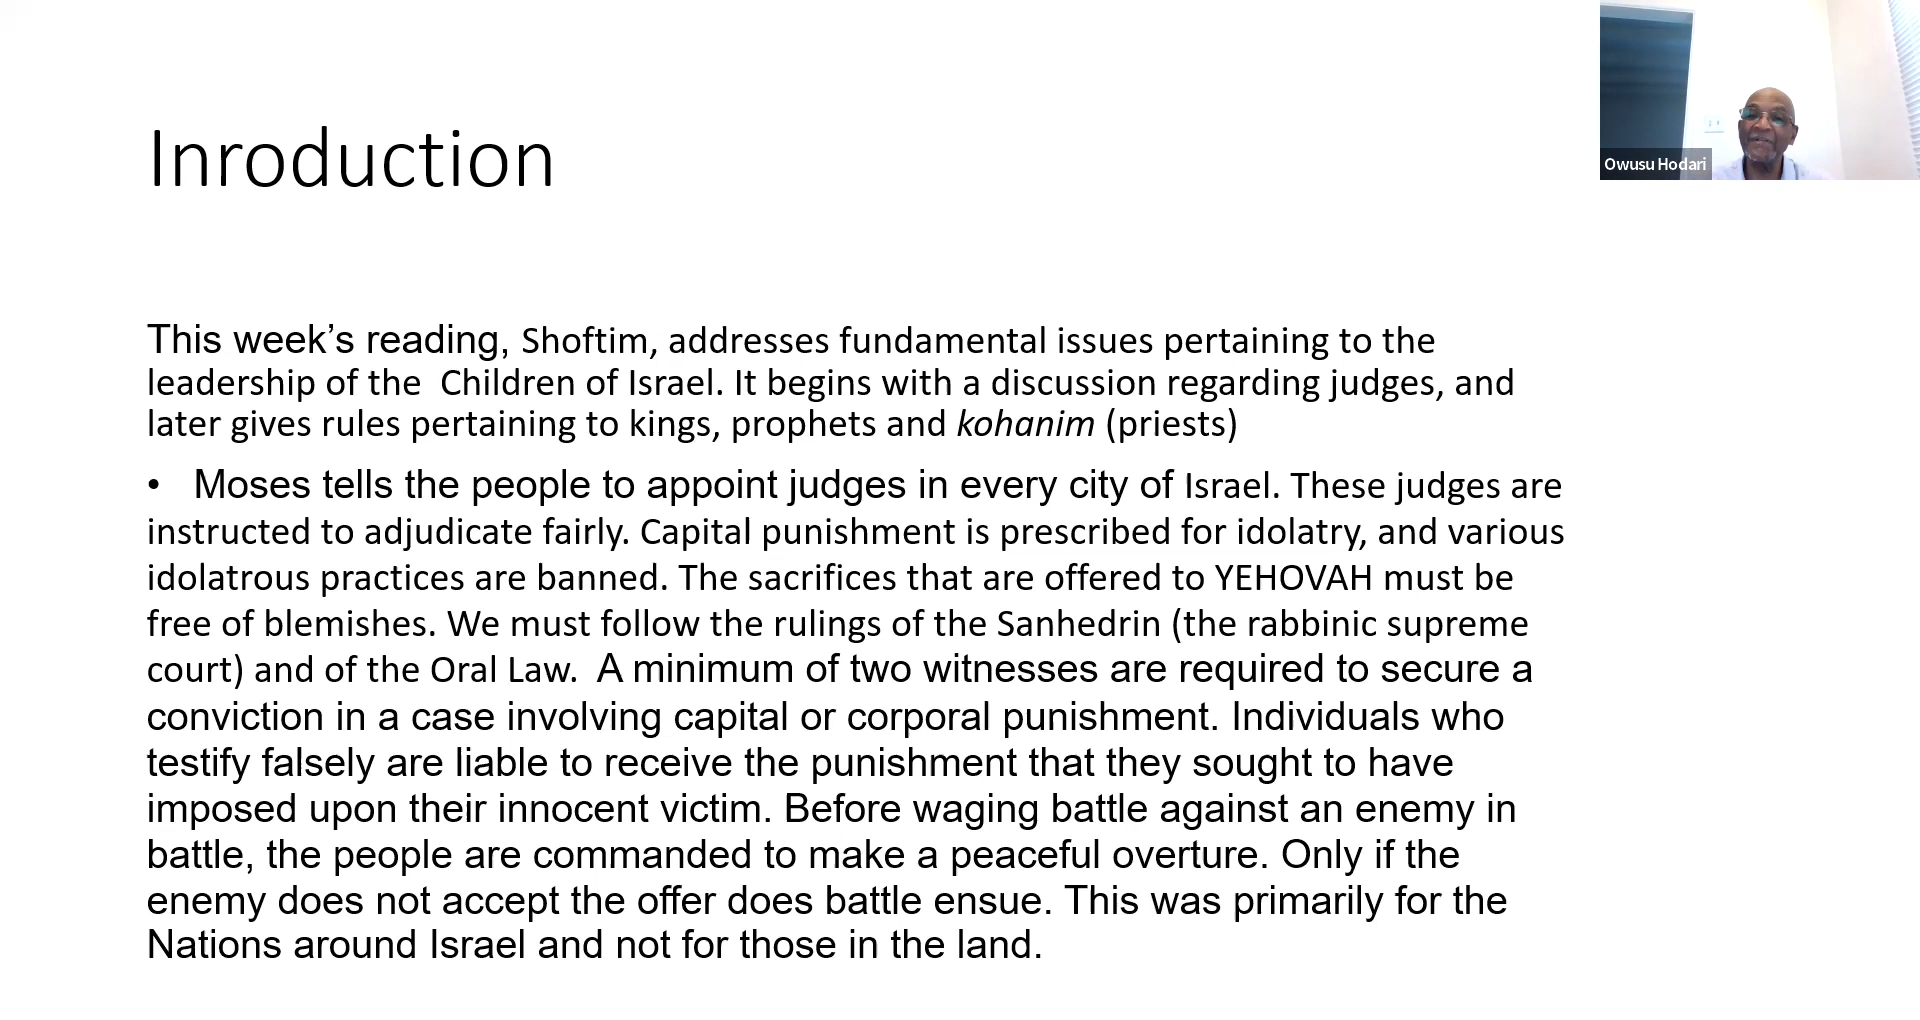 Inroduction
Owusu Hodari
This week’s reading, Shoftim, addresses fundamental issues pertaining to the
leadership of the  Children of Israel. It begins with a discussion regarding judges, and
later gives rules pertaining to kings, prophets and kohanim (priests)
• Moses tells the people to appoint judges in every city of Israel. These judges are
instructed to adjudicate fairly. Capital punishment is prescribed for idolatry, and various
idolatrous practices are banned. The sacrifices that are offered to YEHOVAH must be
free of blemishes. We must follow the rulings of the Sanhedrin (the rabbinic supreme
court) and of the Oral Law.  A minimum of two witnesses are required to secure a
conviction in a case involving capital or corporal punishment. Individuals who
testify falsely are liable to receive the punishment that they sought to have
imposed upon their innocent victim. Before waging battle against an enemy in
battle, the people are commanded to make a peaceful overture. Only if the
enemy does not accept the offer does battle ensue. This was primarily for the
Nations around Israel and not for those in the land.